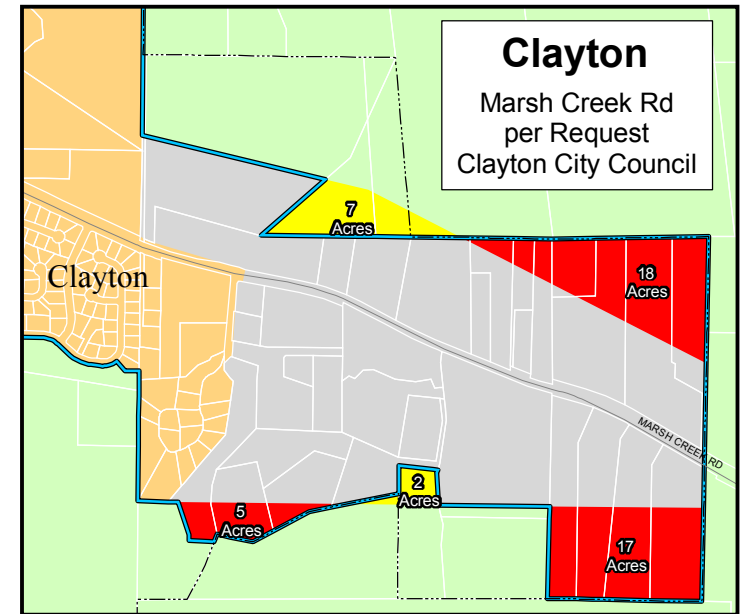 Clayton
Marsh Creek Rd
per Request
Clayton City Council
7
Acres
18
Acres
Clayton
MARSH CREEK RD
2
Acres
5
Acres
17
Acres